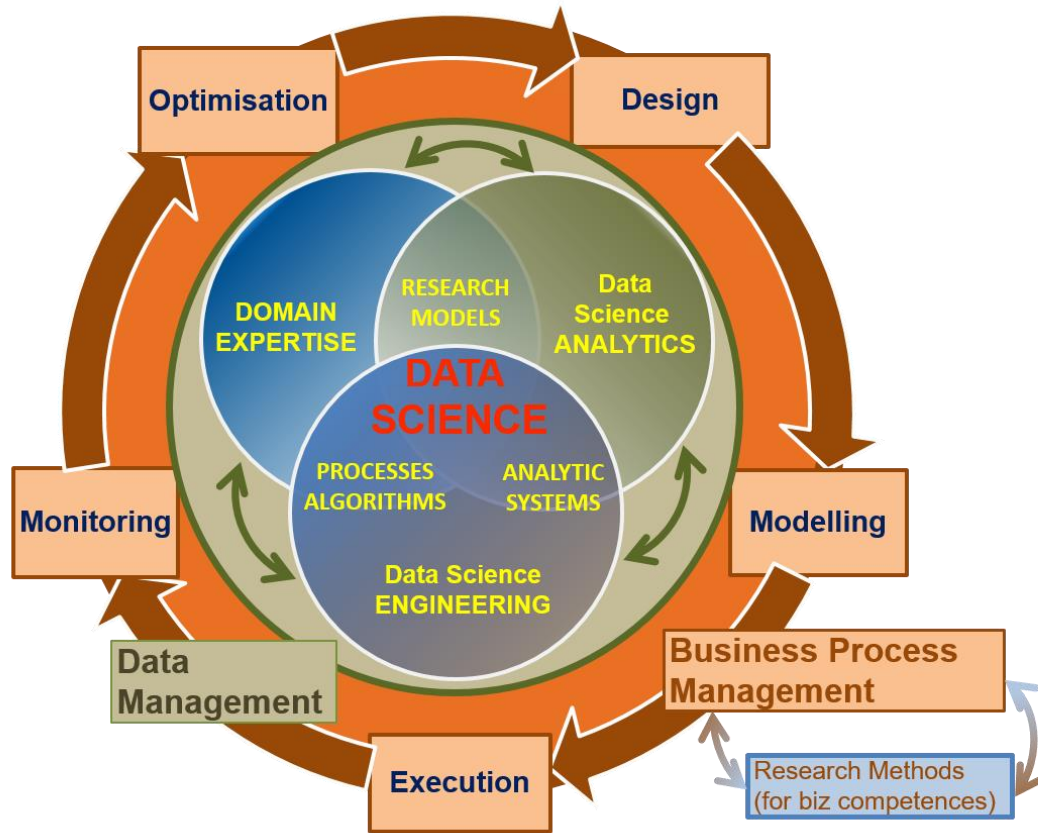 Optimisation
Design
DOMAIN
EXPERTISE
RESEARCH
MODELS
Data
Science
ANALYTICS
DATA
SCIENCE
PROCESSES
ALGORITHMS
ANALYTIC
SYSTEMS
Data Science
ENGINEERING
Monitoring
Modelling
Data
Management
Business Process
Management
Execution
Research Methods
(for biz competences)